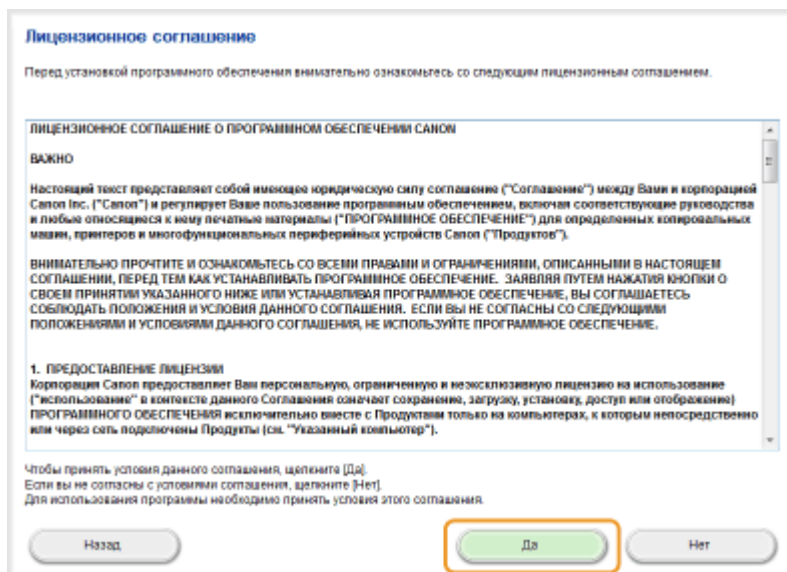 Лицензионное соглашение
Перед установкой программного обеспечения внимательно ознакомьтесь со следующим лицензионным соглашением.
ЛИЦЕНЗИОННОЕ СОГЛАШЕНИЕ О ПРОГРАММНОМ ОБЕСПЕЧЕНИИ CANON
ВАЖНО
Настоящий текст представляет собой имеющее юридическую силу соглашение ("Соглашение") между Вами и корпорацией
Canon Inc. ("Canon") и регулирует Ваше пользование программным обеспечением, включая соответствующие руководства
и любые относящиеся к нему печатные материалы ("ПРОГРАММНОЕ ОБЕСПЕЧЕНИЕ") для определенных копировальных
машин, принтеров и многофункциональных периферийных устройств Canon ("Продуктов").
ВНИМАТЕЛЬНО ПРОЧТИТЕ И ОЗНАКОМЬТЕСЬ СО ВСЕМИ ПРАВАМИ И ОГРАНИЧЕНИЯМИ, ОПИСАННЫМИ В НАСТОЯЩЕМ
СОГЛАШЕНИИ, ПЕРЕД ТЕМ КАК УСТАНАВЛИВАТЬ ПРОГРАММНОЕ ОБЕСПЕЧЕНИЕ. ЗАЯВЛЯЯ ПУТЕМ НАЖАТИЯ КНОПКИ О
СВОЕМ ПРИНЯТИИ УКАЗАННОГО НИЖЕ ИЛИ УСТАНАВЛИВАЯ ПРОГРАММНОЕ ОБЕСПЕЧЕНИЕ, ВЫ СОГЛАШАЕТЕСЬ
СОБЛЮДАТЬ ПОЛОЖЕНИЯ И УСЛОВИЯ ДАННОГО СОГЛАШЕНИЯ. ЕСЛИ ВЫ НЕ СОГЛАСНЫ СО СЛЕДУЮЩИМИ
ПОЛОЖЕНИЯМИ И УСЛОВИЯМИ ДАННОГО СОГЛАШЕНИЯ, НЕ ИСПОЛЬЗУЙТЕ ПРОГРАММНОЕ ОБЕСПЕЧЕНИЕ.
1. ПРЕДОСТАВЛЕНИЕ ЛИЦЕНЗИИ
Корпорация Canon предоставляет Вам персональную, ограниченную и неэксклюзивную лицензию на использование
("использование" в контексте данного Соглашения означает сохранение, загрузку, установку, доступ или отображение)
ПРОГРАММНОГО ОБЕСПЕЧЕНИЯ исключительно вместе с Продуктами только на компьютерах, к которым непосредственно
или через сеть подключены Продукты (см. "Указанный компьютер").
Чтобы принять условия данного соглашения, щелкните [Да].
Если вы не согласны с условиями соглашения, щелкните [Нет].
Для использования программы необходимо принять условия этого соглашения.
Назад
Да
Нет